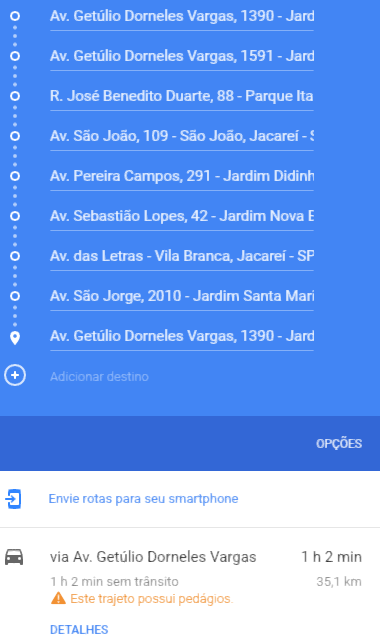 Av. Getúlio Dorneles Vargas, 1390 - Jard
Av. Getúlio Dorneles Vargas, 1591 - Jard
R. José Benedito Duarte, 88 - Parque Ita
Av. São João, 109 - São João, Jacareí - S
Av. Pereira Campos, 291 - Jardim Didinh
Av. Sebastião Lopes, 42 - Jardim Nova E
Av. das Letras - Vila Branca, Jacareí - SP
Av. São Jorge, 2010 - Jardim Santa Mari
Av. Getúlio Dorneles Vargas, 1390 - Jard
Adicionar destino
OPÇÕES
Envie rotas para seu smartphone
via Av. Getúlio Dorneles Vargas 1 h 2 min
1 h 2 min sem trânsito 35,1 km
Este trajeto possui pedágios.
DETALHES